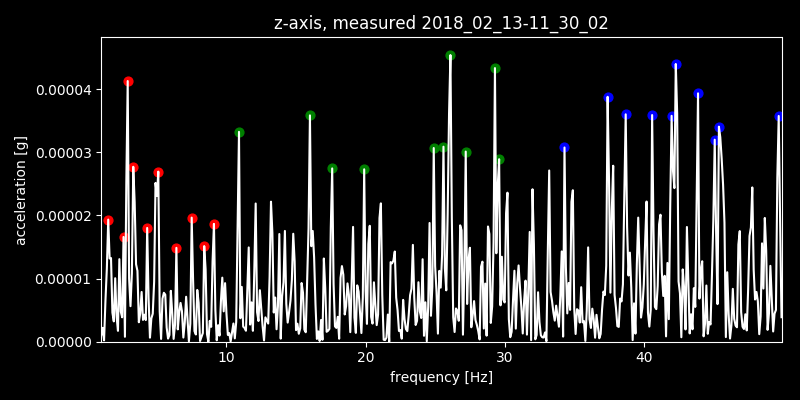 z-axis, measured 2018_02_13-11_30_02
acceleration [g]
0.00004
0.00003
0.00002
0.00001
0.00000
10 20 30 40
frequency [Hz]